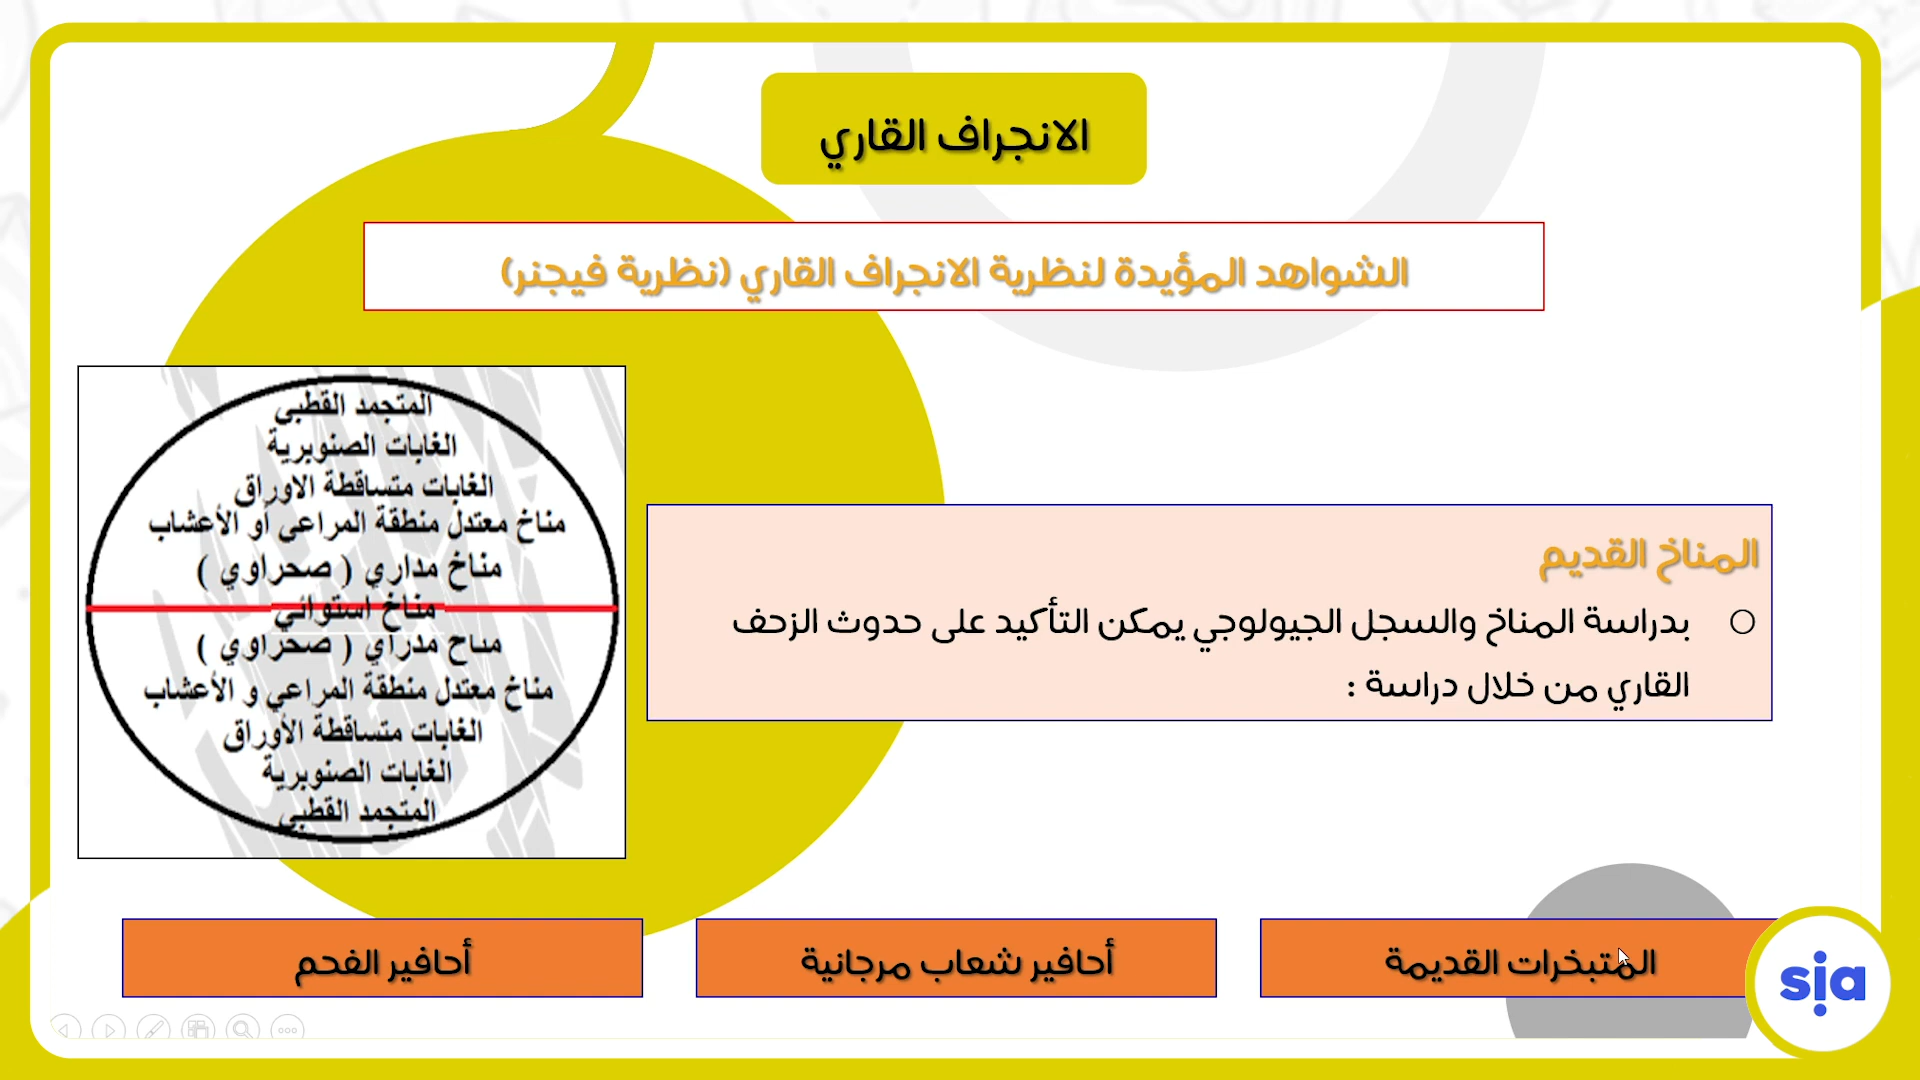 الانجراف القاري
الشواهد المؤيدة لنظرية الانجراف القاري (نظرية فيجنر)
المناخ القديم
○ بدراسة المناخ والسجل الجيولوجي يمكن التأكيد على حدوث الزحف
القاري من خلال دراسة :
المتجمد القطبي
الغابات الصنوبرية
الغابات متساقطة الاوراق
مناخ معتدل منطقة المراعي أو الأعشاب
مناخ مداري ( صحراوي )
مناخ استوائي
مناخ مدراي ( صحراوي )
مناخ معتدل منطقة المراعي و الأعشاب
الغابات متساقطة الأوراق
الغابات الصنوبرية
المتجمد القطبي
المتبخرات القديمة
أحافير شعاب مرجانية
أحافير الفحم
sia